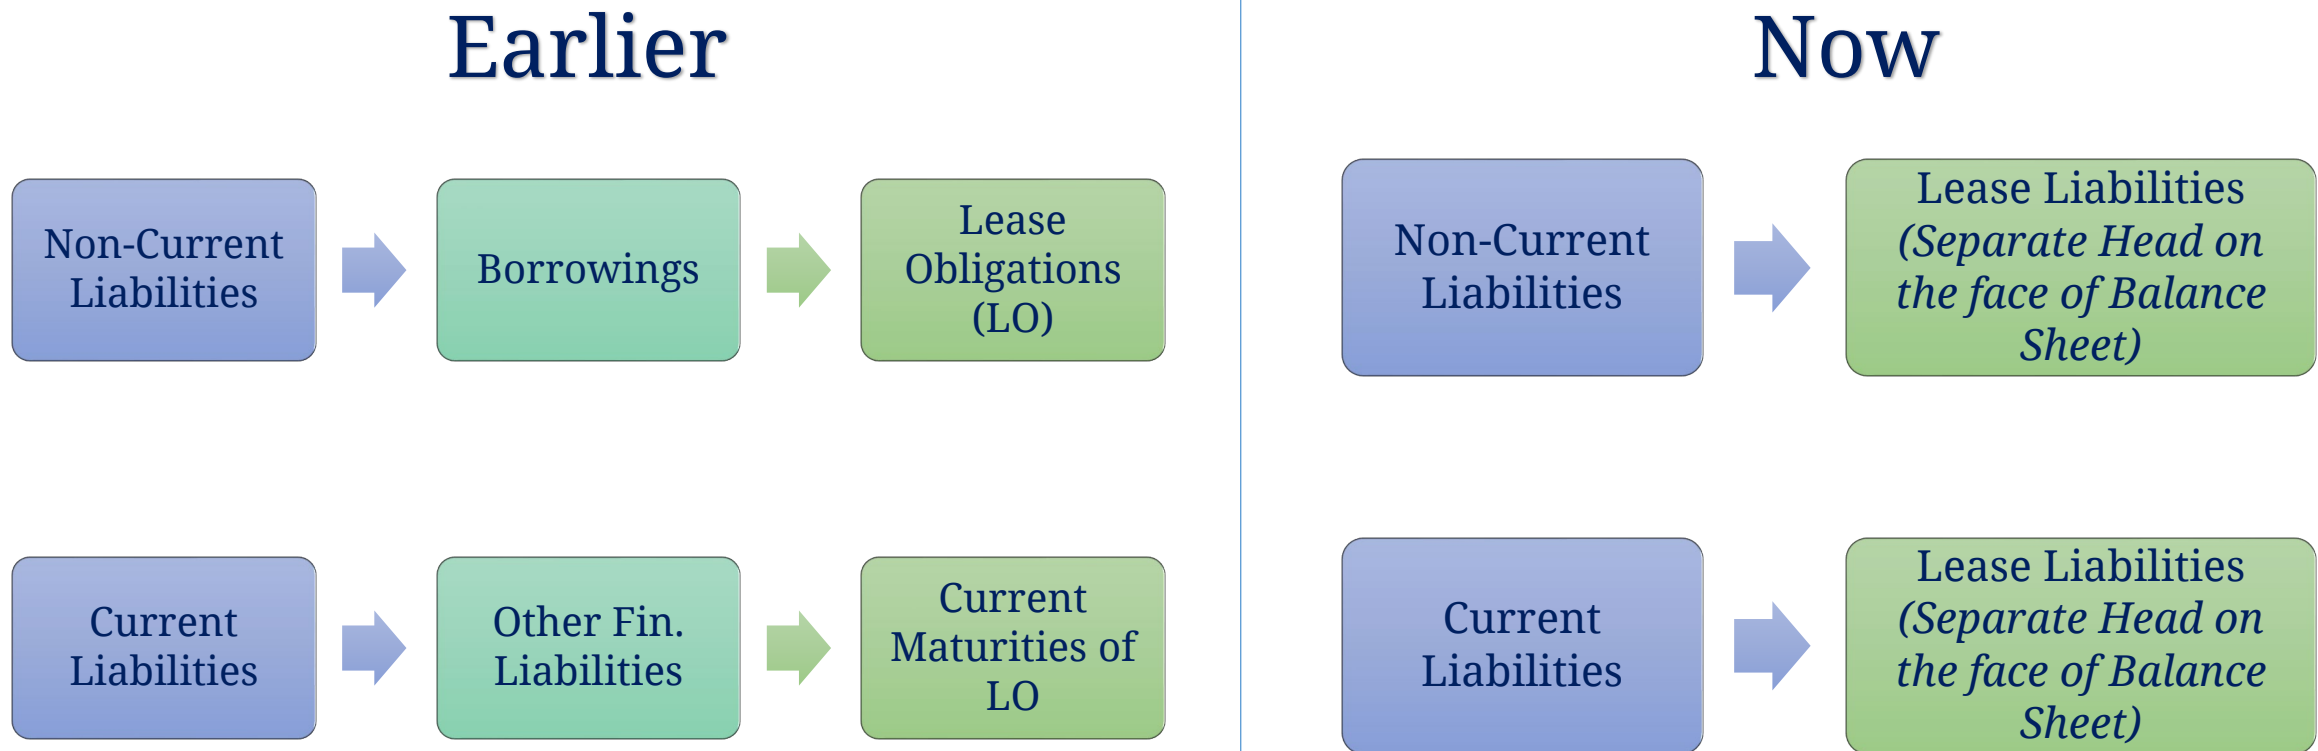 Earlier
Non-Current
Liabilities
Borrowings
Lease
Obligations
(LO)
Current
Liabilities
Other Fin.
Liabilities
Current
Maturities of
LO
Now
Non-Current
Liabilities
Lease Liabilities
(Separate Head on
the face of Balance
Sheet)
Current
Liabilities
Lease Liabilities
(Separate Head on
the face of Balance
Sheet)